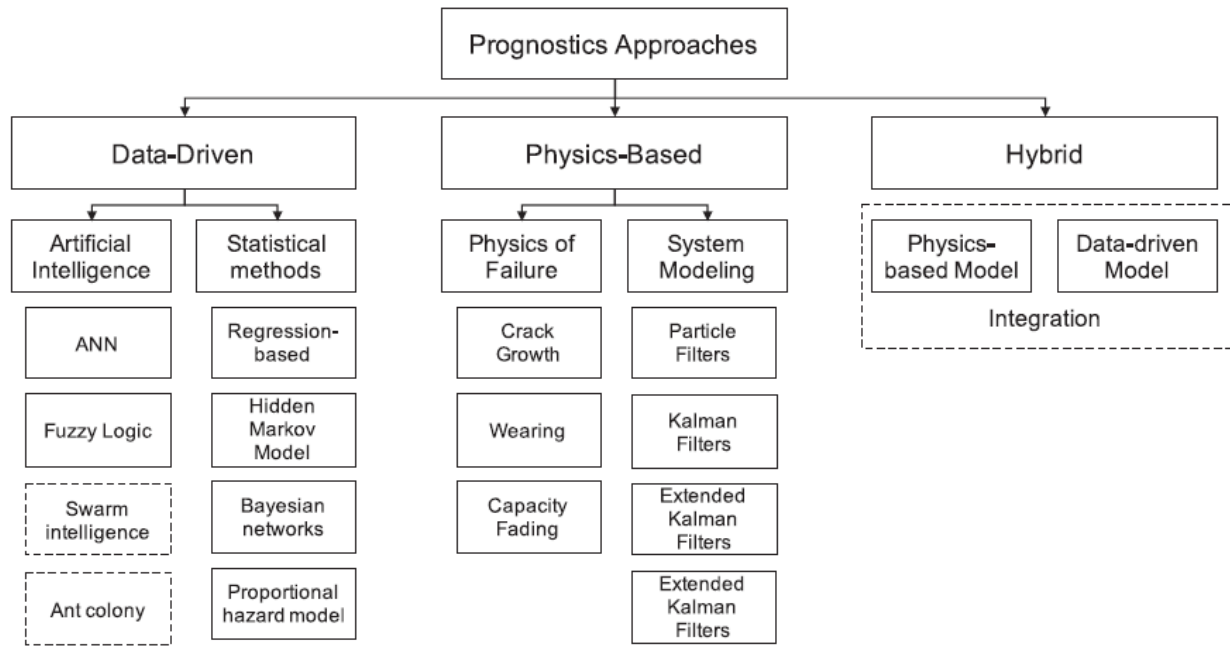 Prognostics Approaches
Data-Driven
Physics-Based
Hybrid
Artificial
Intelligence
Statistical
methods
Physics of
Failure
System
Modeling
Physics-
based Model
Data-driven
Model
Integration
ANN
Regression-
based
Crack
Growth
Particle
Filters
Fuzzy Logic
Hidden
Markov
Model
Wearing
Kalman
Filters
Swarm
intelligence
Bayesian
networks
Capacity
Fading
Extended
Kalman
Filters
Ant colony
Proportional
hazard model
Extended
Kalman
Filters